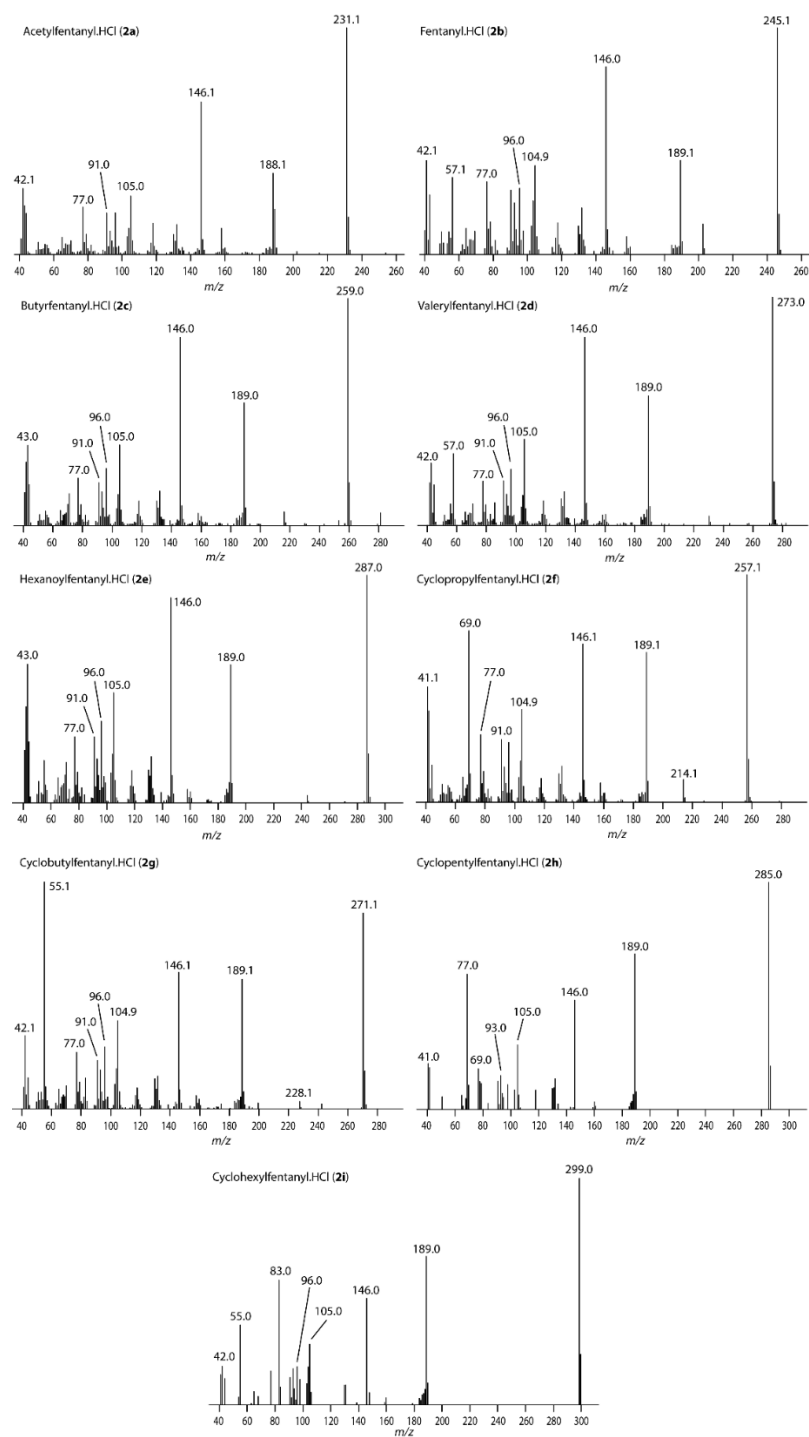 Acetylfentanyl.HCl (2a)
231.1
146.1
188.1
91.0
105.0
77.0
42.1
40 60 80 100 120 140 160 180 200 220 240 260
m/z
Fentanyl.HCl (2b)
245.1
146.0
96.0
104.9
189.1
42.1
57.1
77.0
40 60 80 100 120 140 160 180 200 220 240 260
m/z
Butyrfentanyl.HCl (2c)
259.0
146.0
189.0
96.0
91.0
105.0
43.0
77.0
40 60 80 100 120 140 160 180 200 220 240 260 280
m/z
Valerylfentanyl.HCl (2d)
273.0
146.0
189.0
96.0
91.0
105.0
57.0
42.0
77.0
40 60 80 100 120 140 160 180 200 220 240 260 280
m/z
Hexanoylfentanyl.HCl (2e)
287.0
146.0
189.0
43.0
96.0
91.0
105.0
77.0
40 60 80 100 120 140 160 180 200 220 240 260 280 300
m/z
Cyclopropylfentanyl.HCl (2f)
257.1
69.0
77.0
146.1
189.1
41.1
104.9
91.0
214.1
40 60 80 100 120 140 160 180 200 220 240 260 280
m/z
Cyclobutylfentanyl.HCl (2g)
55.1
271.1
146.1
189.1
96.0
91.0
104.9
42.1
77.0
228.1
40 60 80 100 120 140 160 180 200 220 240 260 280
m/z
Cyclopentylfentanyl.HCl (2h)
285.0
189.0
77.0
146.0
93.0
105.0
41.0
69.0
40 60 80 100 120 140 160 180 200 220 240 260 280 300
m/z
Cyclohexylfentanyl.HCl (2i)
299.0
189.0
83.0
96.0
146.0
105.0
55.0
42.0
40 60 80 100 120 140 160 180 200 220 240 260 280 300
m/z